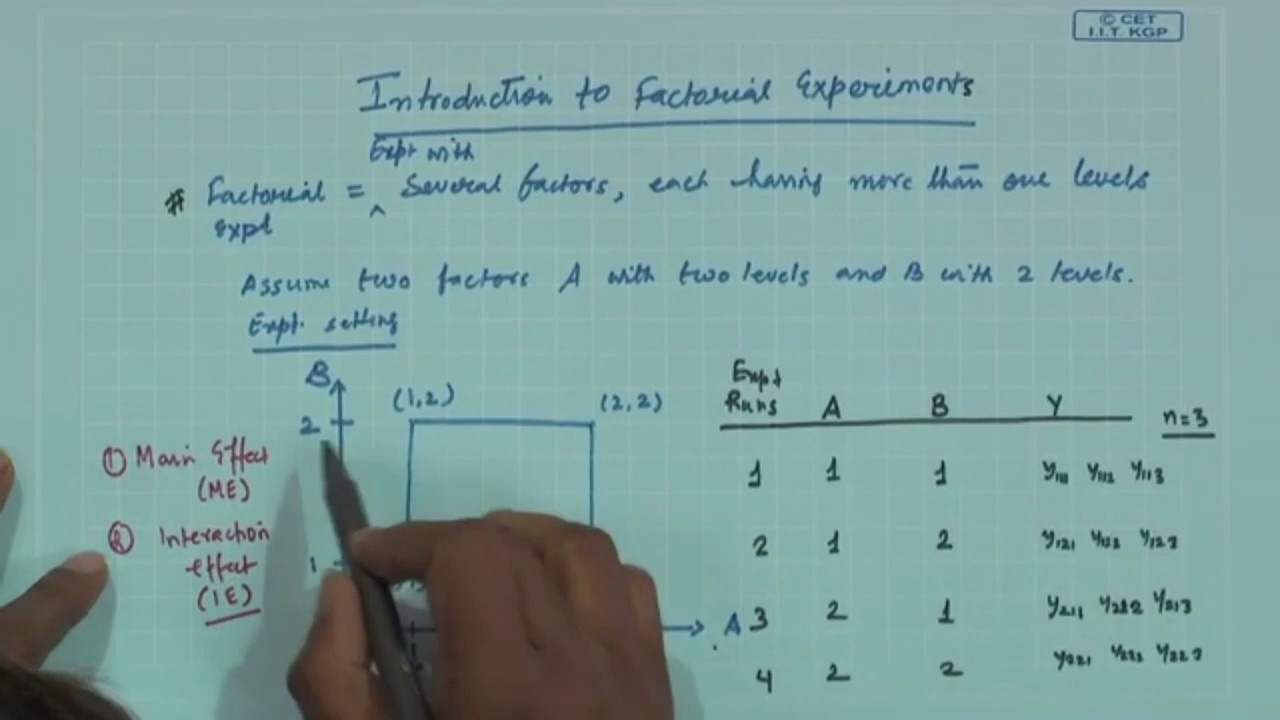 © CET
I.I.T. KGP
Introduction to Factorial Experiments
Expt with
* Factorial = ^ Several factors, each having more than one levels
expt
Assume two factors A with two levels and B with 2 levels.
Expt. setting
B
(1,2) (2,2)
2
1
A
① Main Effect
(ME)
② Interaction
effect
(IE)
Expt
Runs A B Y
n=3
1 1 1 y111 y112 y113
2 1 2 y121 y122 y123
3 2 1 y211 y212 y213
4 2 2 y221 y222 y223